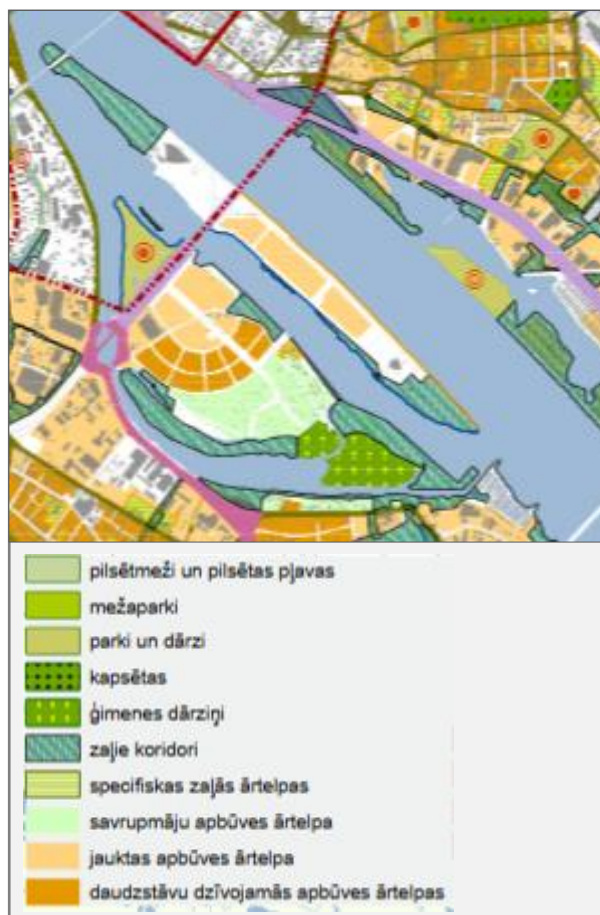 pilsētmeži un pilsētas pļavas
mežaparki
parki un dārzi
kapsētas
ģimenes dārziņi
zaļie koridori
specifiskas zaļās ārtelpas
savrupmāju apbūves ārtelpa
jauktas apbūves ārtelpa
daudzstāvu dzīvojamās apbūves ārtelpas